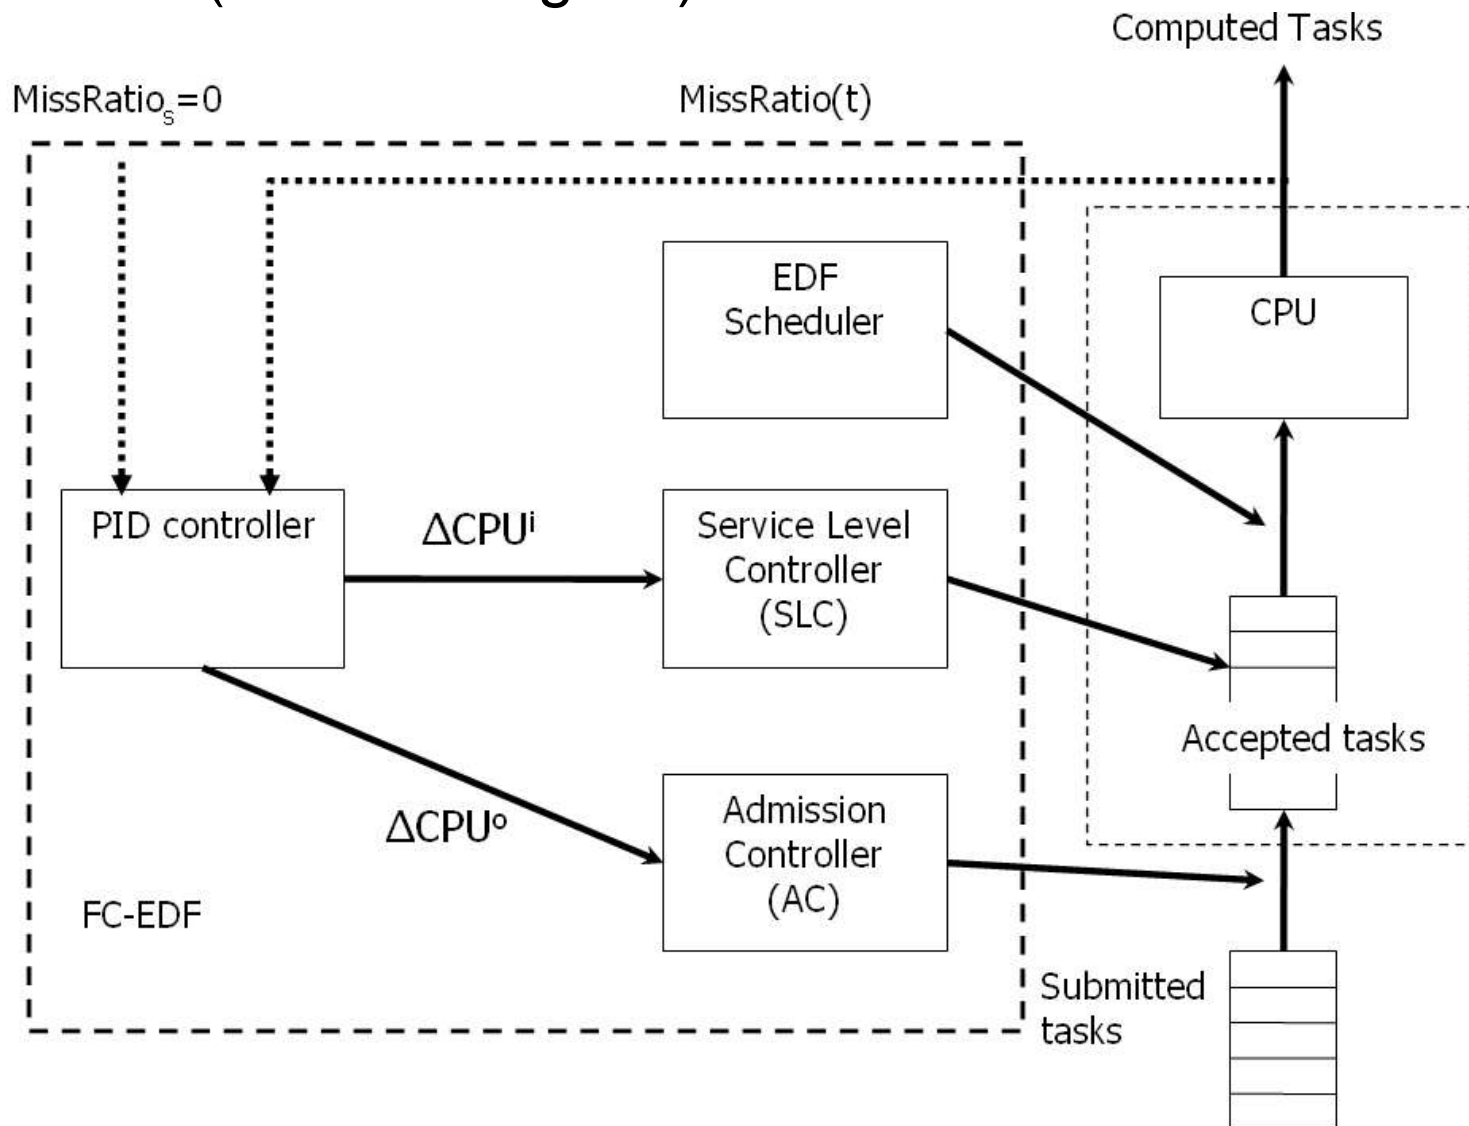 Computed Tasks
MissRatioₛ=0
MissRatio(t)
EDF
Scheduler
CPU
PID controller
ΔCPUⁱ
Service Level
Controller
(SLC)
Accepted tasks
ΔCPUᵒ
Admission
Controller
(AC)
FC-EDF
Submitted
tasks